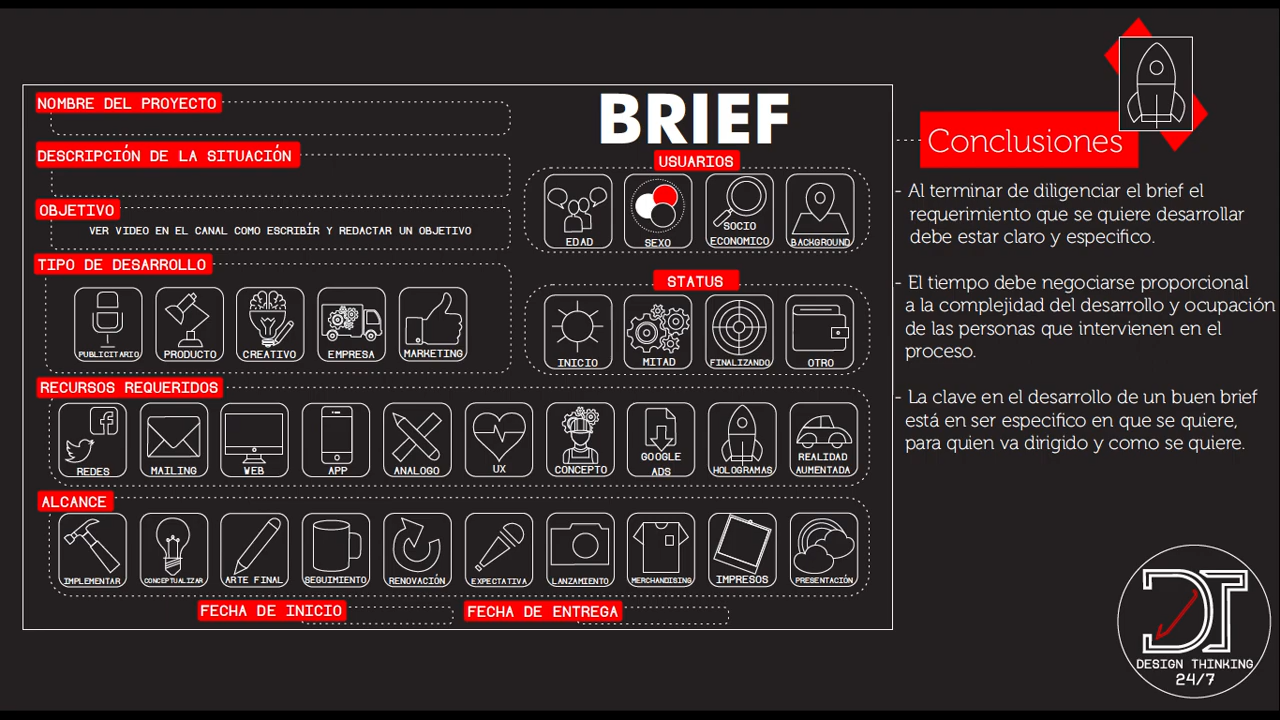 BRIEF
NOMBRE DEL PROYECTO
DESCRIPCIÓN DE LA SITUACIÓN
OBJETIVO
VER VIDEO EN EL CANAL COMO ESCRIBÍR Y REDACTAR UN OBJETIVO
TIPO DE DESARROLLO
PUBLICITARIO
PRODUCTO
CREATIVO
EMPRESA
MARKETING
USUARIOS
EDAD
SEXO
SOCIO
ECONOMICO
BACKGROUND
STATUS
INICIO
MITAD
FINALIZANDO
OTRO
RECURSOS REQUERIDOS
REDES
MAILING
WEB
APP
ANALOGO
UX
CONCEPTO
GOOGLE
ADS
HOLOGRAMAS
REALIDAD
AUMENTADA
ALCANCE
IMPLEMENTAR
CONCEPTUALIZAR
ARTE FINAL
SEGUIMIENTO
RENOVACIÓN
EXPECTATIVA
LANZAMIENTO
MERCHANDISING
IMPRESOS
PRESENTACIÓN
FECHA DE INICIO
FECHA DE ENTREGA
Conclusiones
- Al terminar de diligenciar el brief el
requerimiento que se quiere desarrollar
debe estar claro y especifico.
- El tiempo debe negociarse proporcional
a la complejidad del desarrollo y ocupación
de las personas que intervienen en el
proceso.
- La clave en el desarrollo de un buen brief
está en ser especifico en que se quiere,
para quien va dirigido y como se quiere.
DT
DESIGN THINKING
24/7